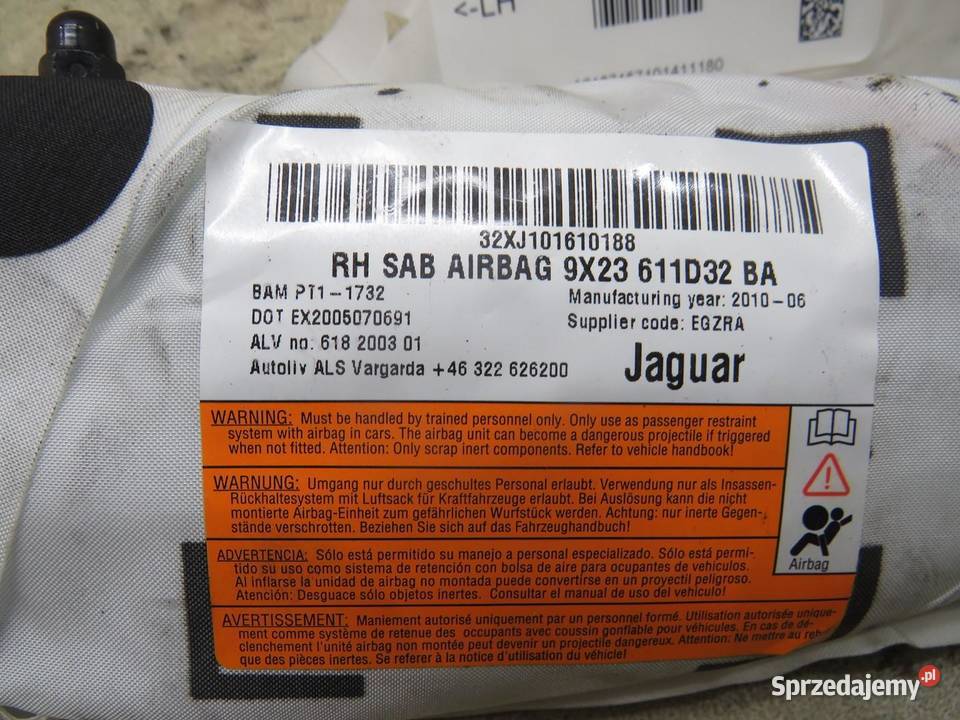 <-LH
32XJ101610188
RH SAB AIRBAG 9X23 611D32 BA
BAM PT1-1732
Manufacturing year: 2010-06
DOT EX2005070691
Supplier code: EGZRA
ALV no: 618 2003 01
Autoliv ALS Vargarda +46 322 626200
Jaguar
WARNING: Must be handled by trained personnel only. Only use as passenger restraint
system with airbag in cars. The airbag unit can become a dangerous projectile if triggered
when not fitted. Attention: Only scrap inert components. Refer to vehicle handbook!
WARNUNG: Umgang nur durch geschultes Personal erlaubt. Verwendung nur als Insassen-
Rückhaltesystem mit Luftsack für Kraftfahrzeuge erlaubt. Bei Auslösung kann die nicht
montierte Airbag-Einheit zum gefährlichen Wurfstück werden. Achtung: nur inerte Gegen-
stände verschrotten. Beziehen Sie sich auf das Fahrzeughandbuch!
ADVERTENCIA: Sólo está permitido su manejo a personal especializado. Sólo está permi-
tido su uso como sistema de retención con bolsa de aire para ocupantes de vehículos.
Al inflarse la unidad de airbag no montada puede convertirse en un proyectil peligroso.
Atención: Desguace sólo objetos inertes. Consultar el manual de uso del vehículo!
AVERTISSEMENT: Maniement autorisé uniquement par un personnel formé. Utilisation autorisée unique-
ment comme système de retenue des occupants avec coussin gonflable pour véhicules. En cas de dé-
clenchement l'unité airbag non montée peut devenir un projectile dangereux. Attention: Ne mettre au reb-
que des pièces inertes. Se referer à la notice d'utilisation du véhicule!
Airbag
Sprzedajemy.pl